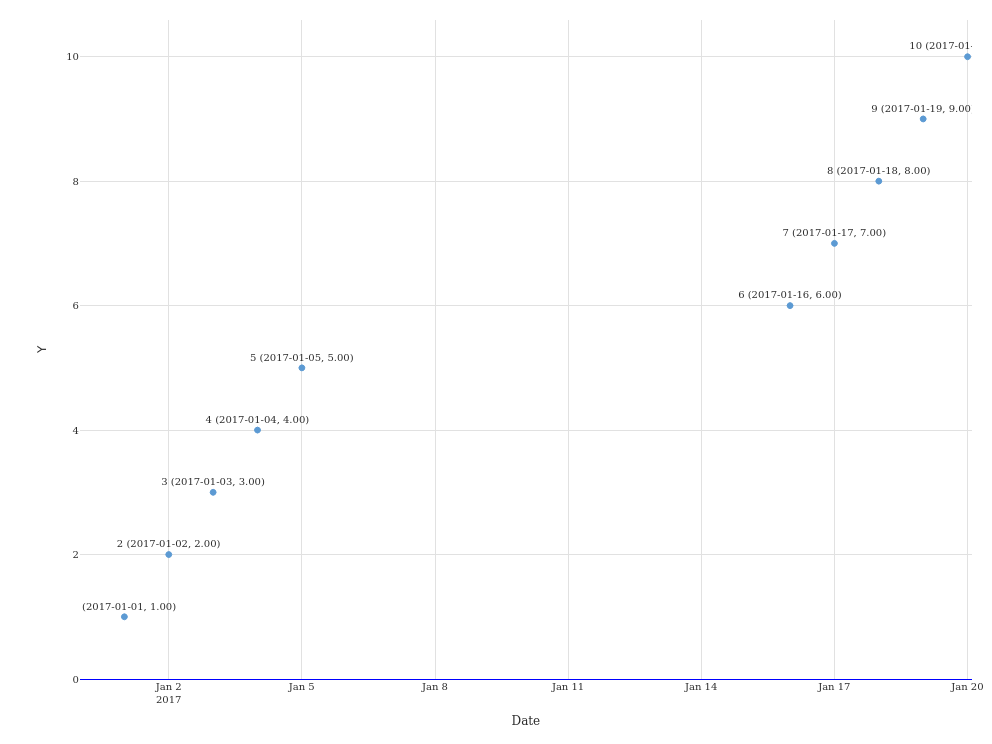 10 (2017-01-
10
9 (2017-01-19, 9.00
8 (2017-01-18, 8.00)
8
7 (2017-01-17, 7.00)
6 (2017-01-16, 6.00)
6
5 (2017-01-05, 5.00)
Y
4 (2017-01-04, 4.00)
4
3 (2017-01-03, 3.00)
2 (2017-01-02, 2.00)
2
(2017-01-01, 1.00)
0
Jan 2 Jan 5 Jan 8 Jan 11 Jan 14 Jan 17 Jan 20
2017
Date